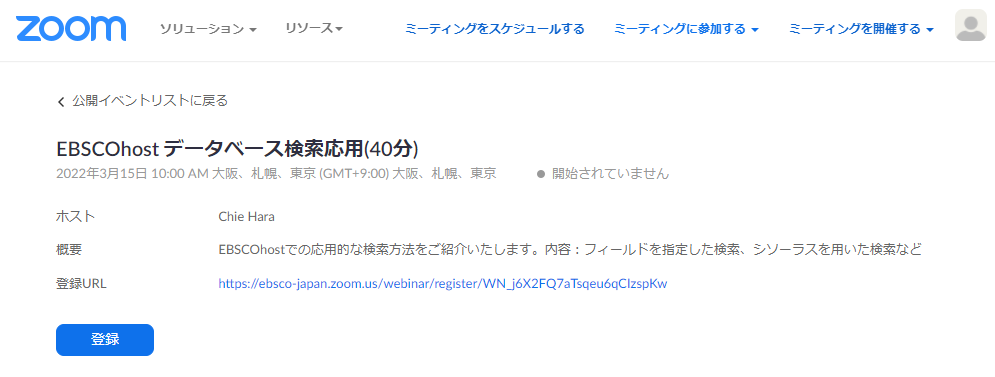 zoom ソリューション リソース ミーティングをスケジュールする ミーティングに参加する ミーティングを開催する
公開イベントリストに戻る
EBSCOhost データベース検索応用(40分)
2022年3月15日 10:00 AM 大阪、札幌、東京 (GMT+9:00) 大阪、札幌、東京 開始されていません
ホスト Chie Hara
概要 EBSCOhostでの応用的な検索方法をご紹介いたします。内容：フィールドを指定した検索、シソーラスを用いた検索など
登録URL https://ebsco-japan.zoom.us/webinar/register/WN_j6X2FQ7aTsqeu6qCIzspKw
登録